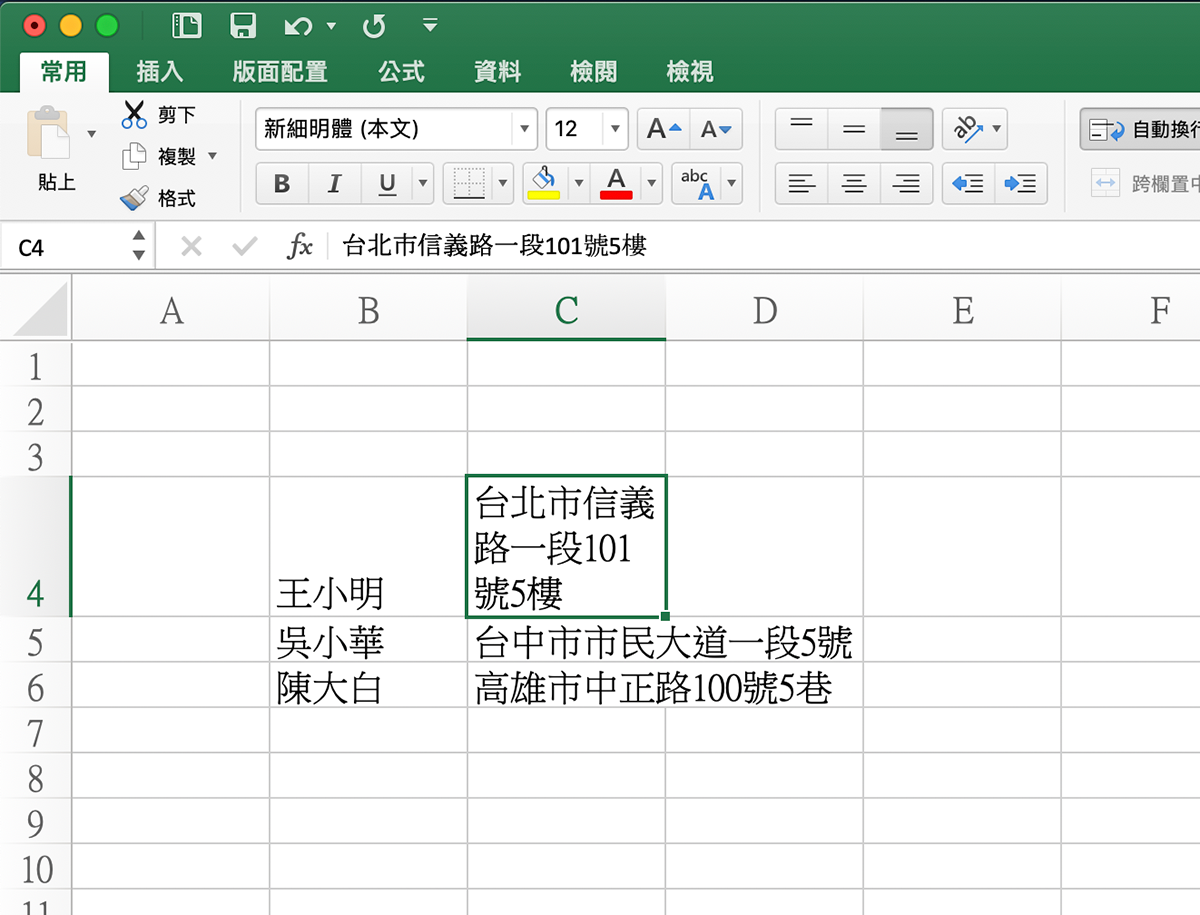 常用 插入 版面配置 公式 資料 檢閱 檢視
剪下
新細明體 (本文) 12 A A ab 自動換行
複製
貼上
B I U A abc A 跨欄置中
格式
C4 fx 台北市信義路一段101號5樓
A B C D E F
1
2
3
台北市信義
路一段101
4 王小明 號5樓
5 吳小華 台中市市民大道一段5號
6 陳大白 高雄市中正路100號5巷
7
8
9
10
11